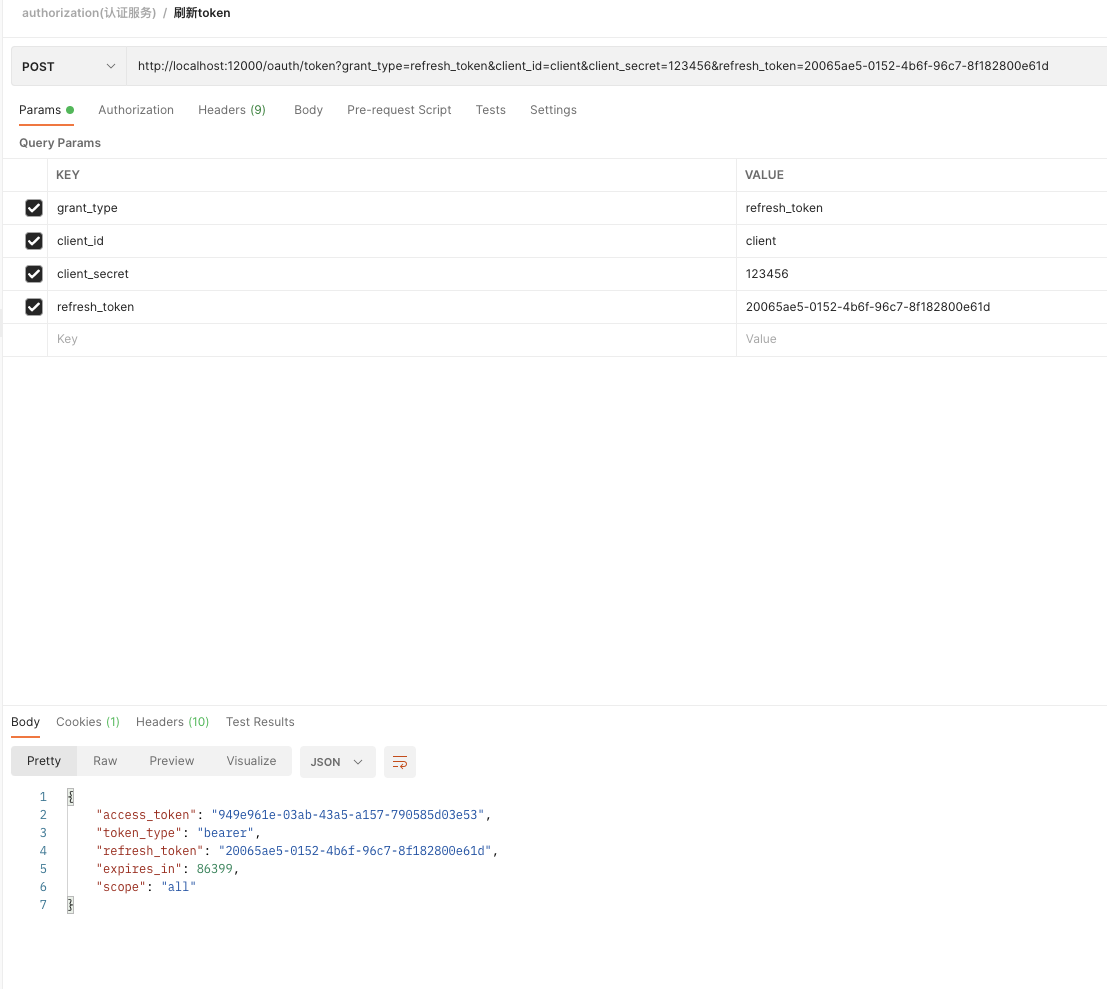 authorization(认证服务) / 刷新token
POST http://localhost:12000/oauth/token?grant_type=refresh_token&client_id=client&client_secret=123456&refresh_token=20065ae5-0152-4b6f-96c7-8f182800e61d
Params Authorization Headers (9) Body Pre-request Script Tests Settings
Query Params
KEY VALUE
grant_type refresh_token
client_id client
client_secret 123456
refresh_token 20065ae5-0152-4b6f-96c7-8f182800e61d
Key Value
Body Cookies (1) Headers (10) Test Results
Pretty Raw Preview Visualize JSON
1 {
2 "access_token": "949e961e-03ab-43a5-a157-790585d03e53",
3 "token_type": "bearer",
4 "refresh_token": "20065ae5-0152-4b6f-96c7-8f182800e61d",
5 "expires_in": 86399,
6 "scope": "all"
7 }